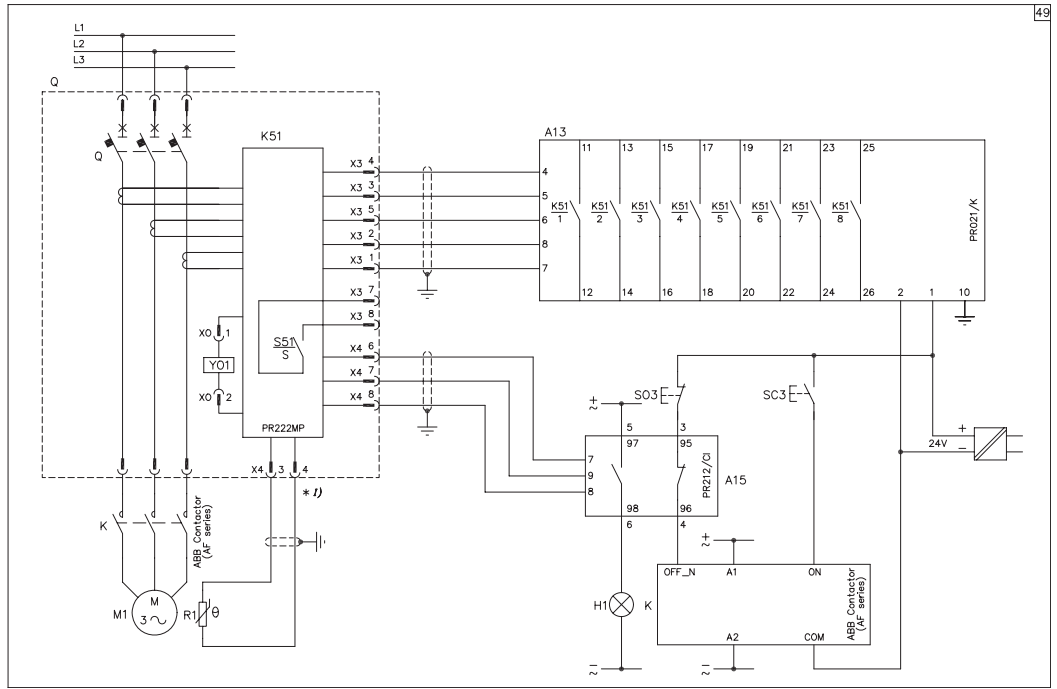 49
L1
L2
L3
Q
Q
K51
X3 4
X3 3
X3 5
X3 2
X3 1
X3 7
X3 8
X4 6
X4 7
X4 8
S51
S
X0 1
Y01
X0 2
PR222MP
X4 3 4
* 1)
K
ABB Contactor
(AF series)
M1
M
3 ~
R1
θ
A13
11 13 15 17 19 21 23 25
4
5
6
8
7
K51
1
K51
2
K51
3
K51
4
K51
5
K51
6
K51
7
K51
8
PR021/K
12 14 16 18 20 22 24 26 2 1 10
SO3
SC3
+
~
5 3
97 95
7
9
8
PR212/CI
A15
98 96
6 4
24V
+
−
+
~
OFF_N A1 ON
H1
K
ABB Contactor
(AF series)
A2 COM
−
~
−
~